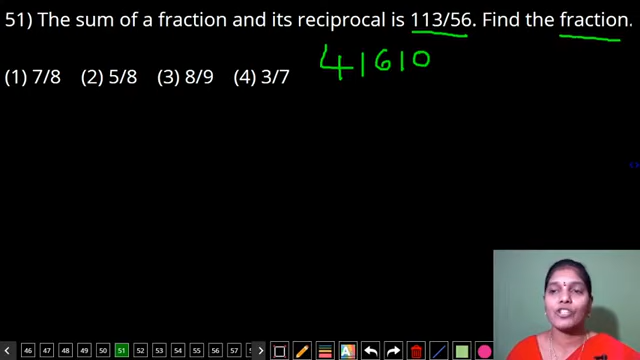 51) The sum of a fraction and its reciprocal is 113/56. Find the fraction.
41610
(1) 7/8 (2) 5/8 (3) 8/9 (4) 3/7
46 47 48 49 50 51 52 53 54 55 56 57